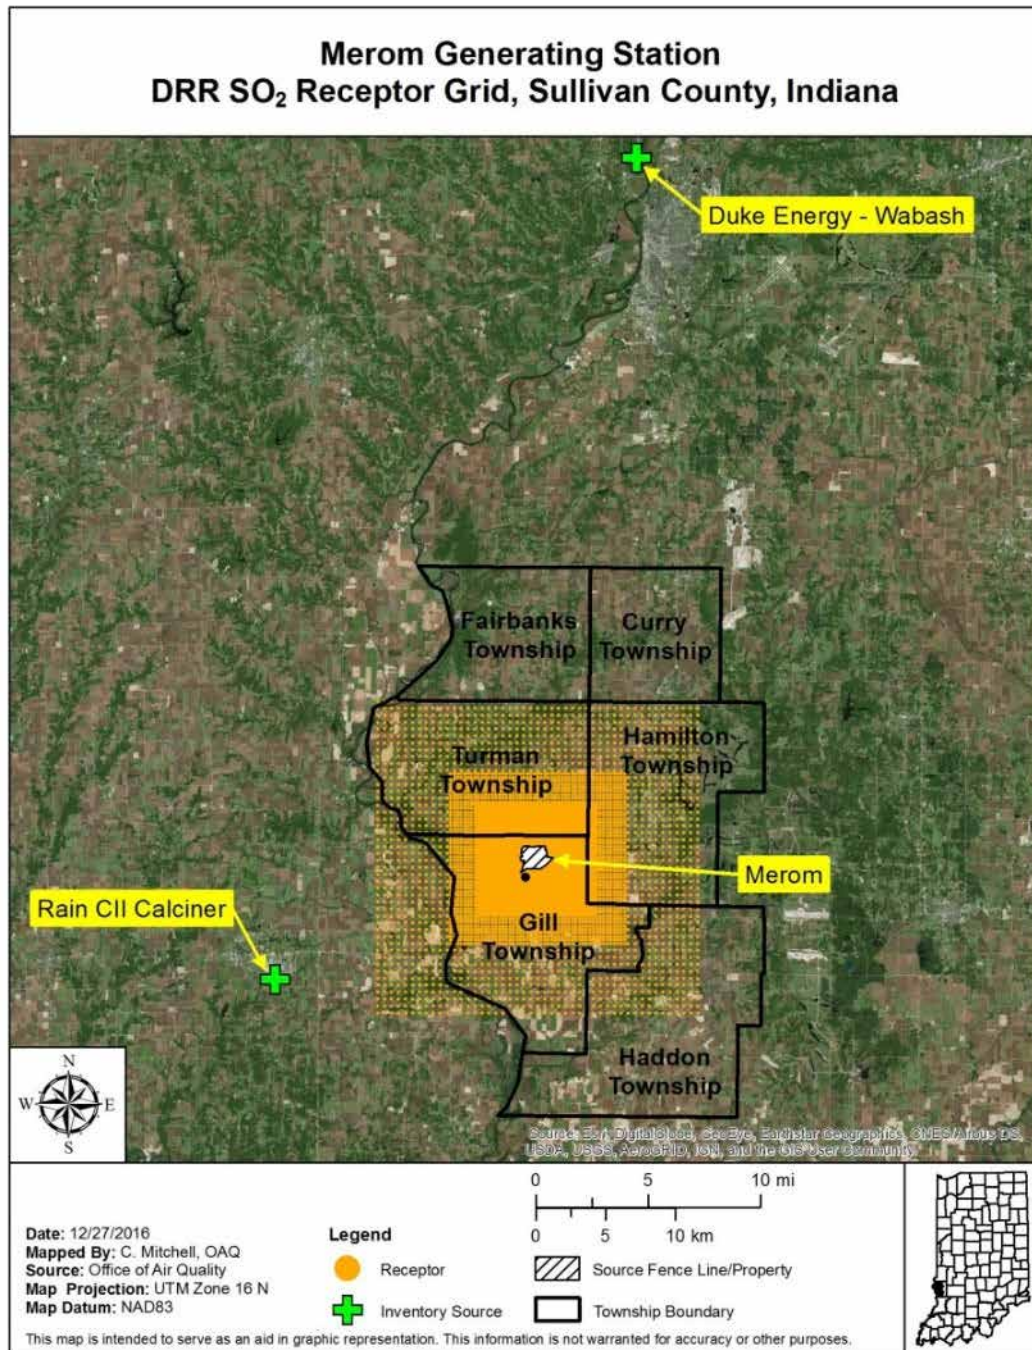 Merom Generating Station
DRR SO₂ Receptor Grid, Sullivan County, Indiana
Duke Energy - Wabash
Fairbanks
Township
Curry
Township
Turman
Township
Hamilton
Township
Merom
Rain CII Calciner
Gill
Township
Haddon
Township
N
W E
S
Source: Esri, DigitalGlobe, GeoEye, Earthstar Geographics, CNES/Airbus DS,
USDA, USGS, AeroGRID, IGN, and the GIS User Community
0 5 10 mi
0 5 10 km
Date: 12/27/2016
Mapped By: C. Mitchell, OAQ
Source: Office of Air Quality
Map Projection: UTM Zone 16 N
Map Datum: NAD83
Legend
Receptor
Source Fence Line/Property
Inventory Source
Township Boundary
This map is intended to serve as an aid in graphic representation. This information is not warranted for accuracy or other purposes.